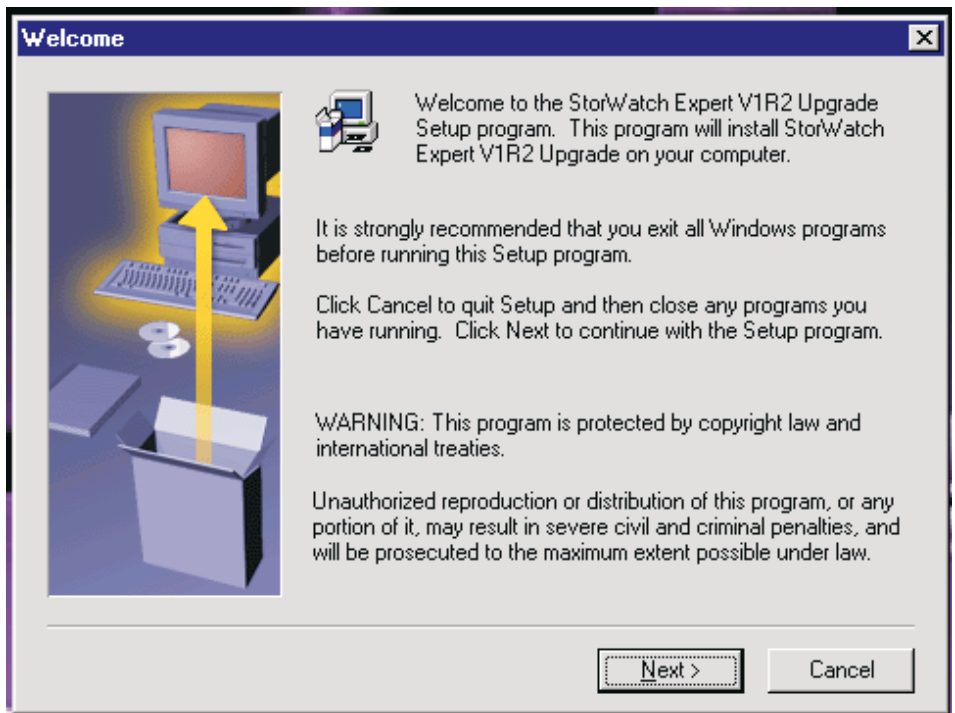 Welcome
Welcome to the StorWatch Expert V1R2 Upgrade
Setup program. This program will install StorWatch
Expert V1R2 Upgrade on your computer.
It is strongly recommended that you exit all Windows programs
before running this Setup program.
Click Cancel to quit Setup and then close any programs you
have running. Click Next to continue with the Setup program.
WARNING: This program is protected by copyright law and
international treaties.
Unauthorized reproduction or distribution of this program, or any
portion of it, may result in severe civil and criminal penalties, and
will be prosecuted to the maximum extent possible under law.
Next >
Cancel